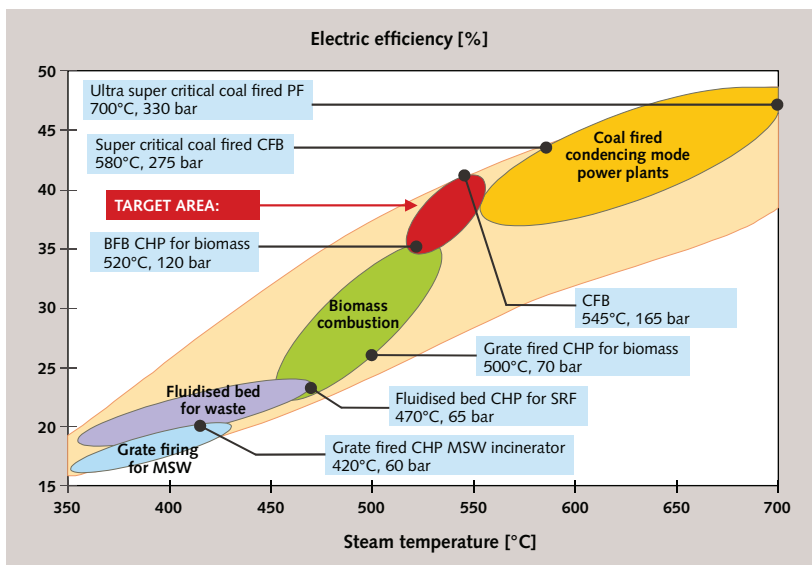 Electric efficiency [%]
50
45
40
35
30
25
20
15
Ultra super critical coal fired PF
700°C, 330 bar
Super critical coal fired CFB
580°C, 275 bar
Coal fired
condencing mode
power plants
TARGET AREA:
BFB CHP for biomass
520°C, 120 bar
CFB
545°C, 165 bar
Biomass
combustion
Grate fired CHP for biomass
500°C, 70 bar
Fluidised bed
for waste
Fluidised bed CHP for SRF
470°C, 65 bar
Grate firing
for MSW
Grate fired CHP MSW incinerator
420°C, 60 bar
350
400
450
500
550
600
650
700
Steam temperature [°C]